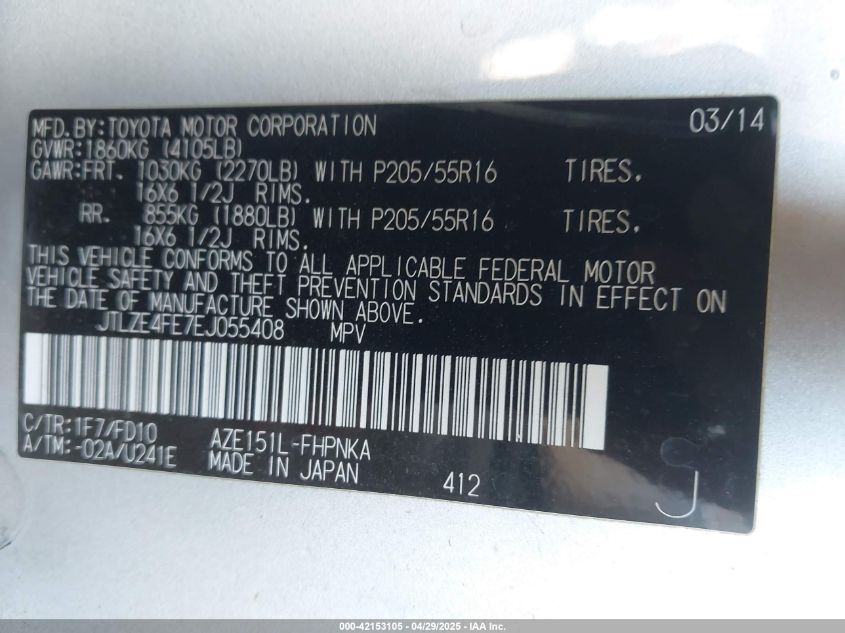 MFD. BY: TOYOTA MOTOR CORPORATION 03/14
GVWR: 1860KG (4105LB)
GAWR: FRT. 1030KG (2270LB) WITH P205/55R16 TIRES.
16X6 1/2J RIMS.
RR. 855KG (1880LB) WITH P205/55R16 TIRES.
16X6 1/2J RIMS.
THIS VEHICLE CONFORMS TO ALL APPLICABLE FEDERAL MOTOR
VEHICLE SAFETY AND THEFT PREVENTION STANDARDS IN EFFECT ON
THE DATE OF MANUFACTURE SHOWN ABOVE.
JTLZE4FE7EJ055408 MPV
C/TR: 1F7/FD10 AZE151L-FHPNKA
A/TM: -02A/U241E MADE IN JAPAN 412 J
000-42153105 - 04/29/2025 - IAA Inc.